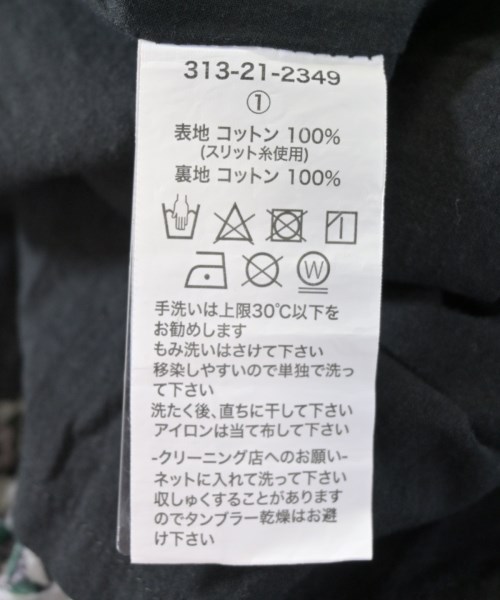 313-21-2349
①
表地 コットン 100%
(スリット糸使用)
裏地 コットン 100%
W
手洗いは上限30℃以下を
お勧めします
もみ洗いはさけて下さい
移染しやすいので単独で洗っ
て下さい
洗たく後、直ちに干して下さい
アイロンは当て布して下さい
-クリーニング店へのお願い-
ネットに入れて洗って下さい
収しゅくすることがあります
のでタンブラー乾燥はお避
け下さい